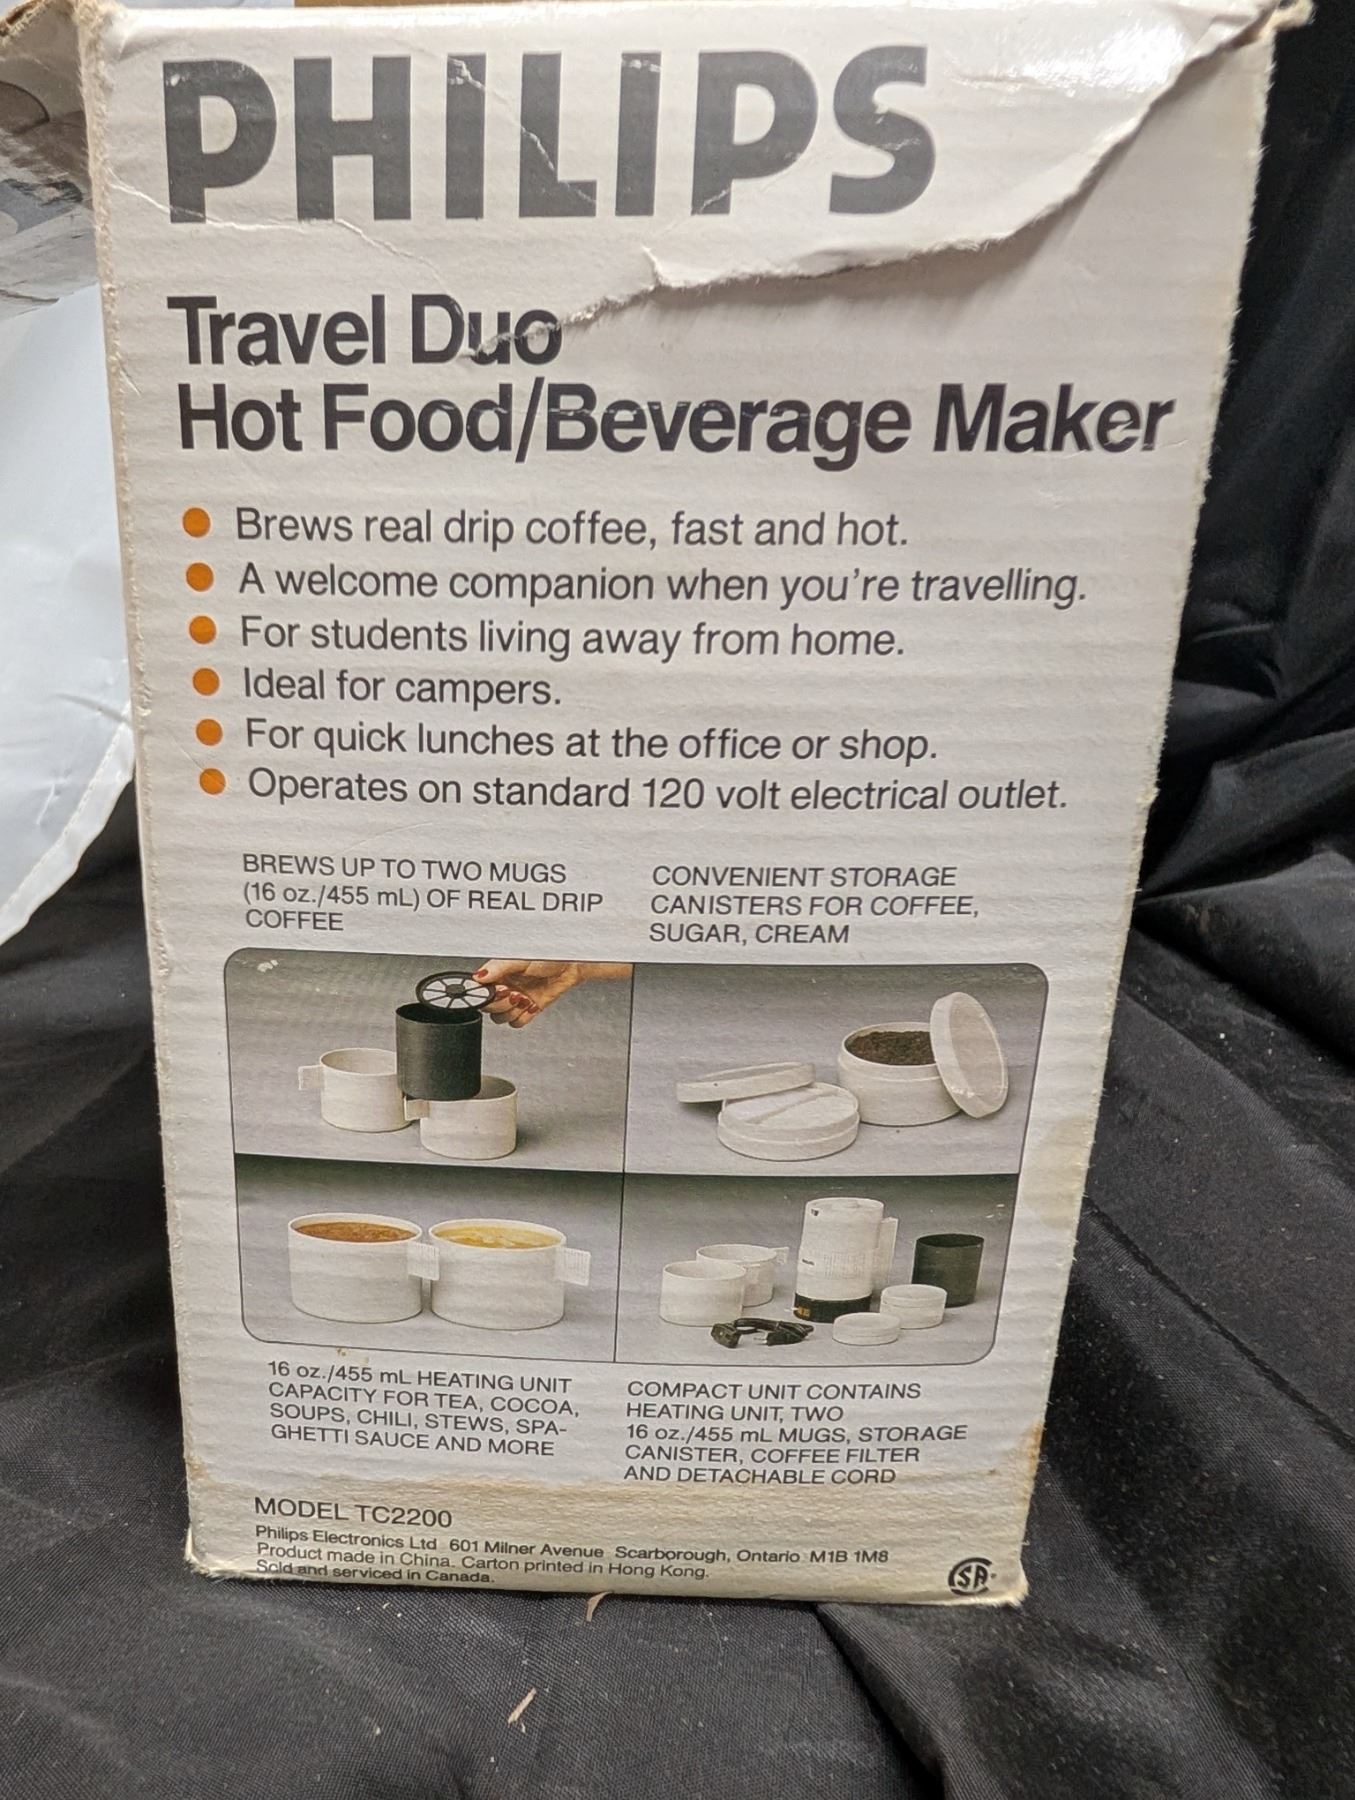 PHILIPS
Travel Duo
Hot Food/Beverage Maker
Brews real drip coffee, fast and hot.
A welcome companion when you're travelling.
For students living away from home.
Ideal for campers.
For quick lunches at the office or shop.
Operates on standard 120 volt electrical outlet.
BREWS UP TO TWO MUGS
(16 oz./455 mL) OF REAL DRIP
COFFEE
CONVENIENT STORAGE
CANISTERS FOR COFFEE,
SUGAR, CREAM
16 oz./455 mL HEATING UNIT
CAPACITY FOR TEA, COCOA,
SOUPS, CHILI, STEWS, SPA-
GHETTI SAUCE AND MORE
COMPACT UNIT CONTAINS
HEATING UNIT, TWO
16 oz./455 mL MUGS, STORAGE
CANISTER, COFFEE FILTER
AND DETACHABLE CORD
MODEL TC2200
Philips Electronics Ltd 601 Milner Avenue Scarborough, Ontario M1B 1M8
Product made in China. Carton printed in Hong Kong.
Sold and serviced in Canada.
SA